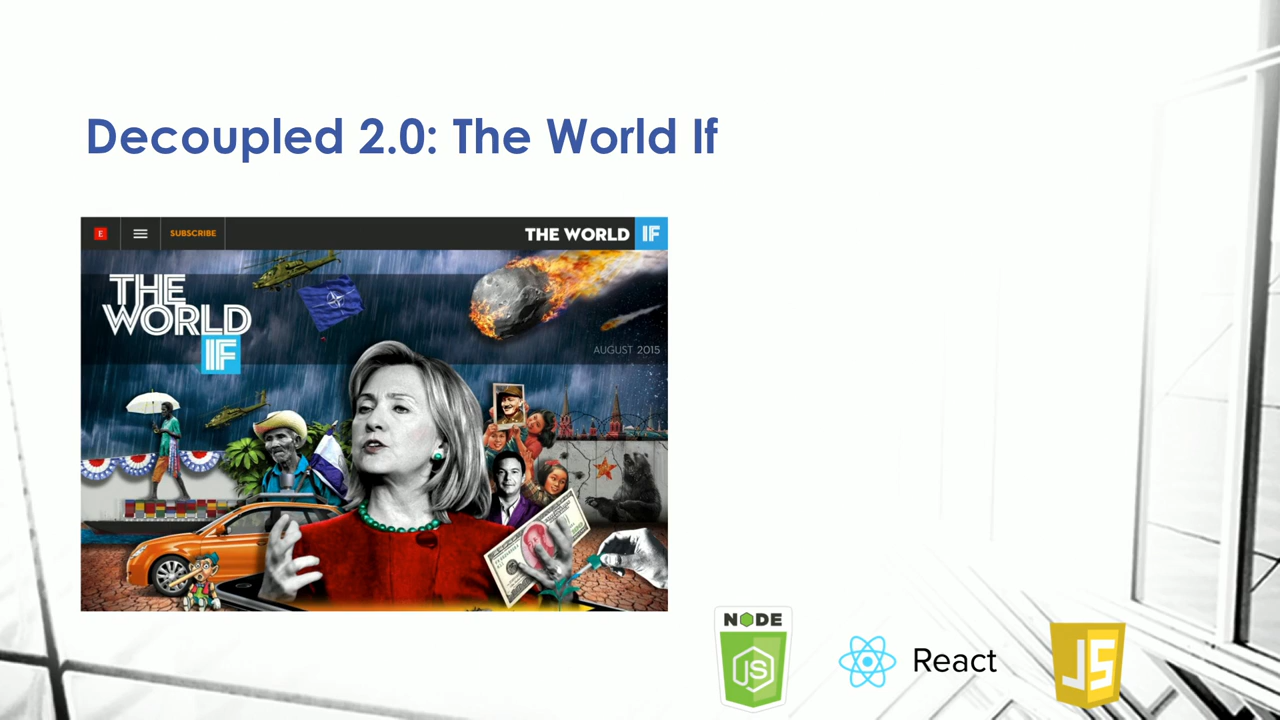 Decoupled 2.0: The World If
E
SUBSCRIBE
THE WORLD IF
THE
WORLD
IF
AUGUST 2015
NODE
JS
React
JS